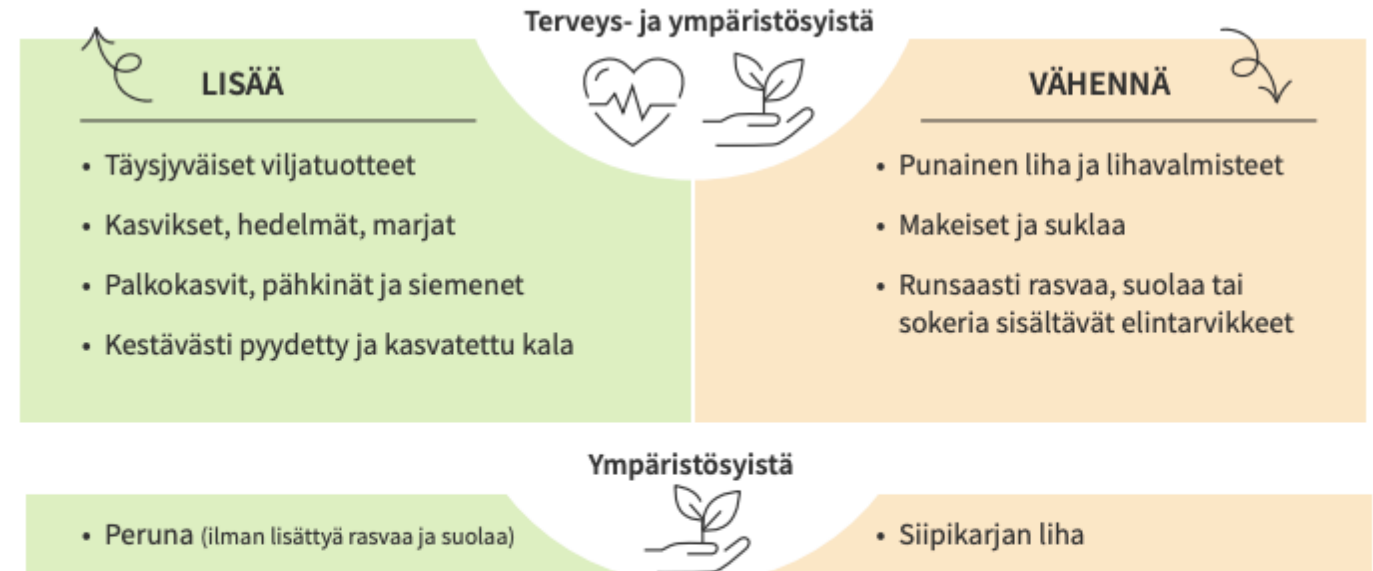 Terveys- ja ympäristösyistä
LISÄÄ
• Täysjyväiset viljatuotteet
• Kasvikset, hedelmät, marjat
• Palkokasvit, pähkinät ja siemenet
• Kestävästi pyydetty ja kasvatettu kala
VÄHENNÄ
• Punainen liha ja lihavalmisteet
• Makeiset ja suklaa
• Runsaasti rasvaa, suolaa tai
sokeria sisältävät elintarvikkeet
Ympäristösyistä
• Peruna (ilman lisättyä rasvaa ja suolaa)
• Siipikarjan liha